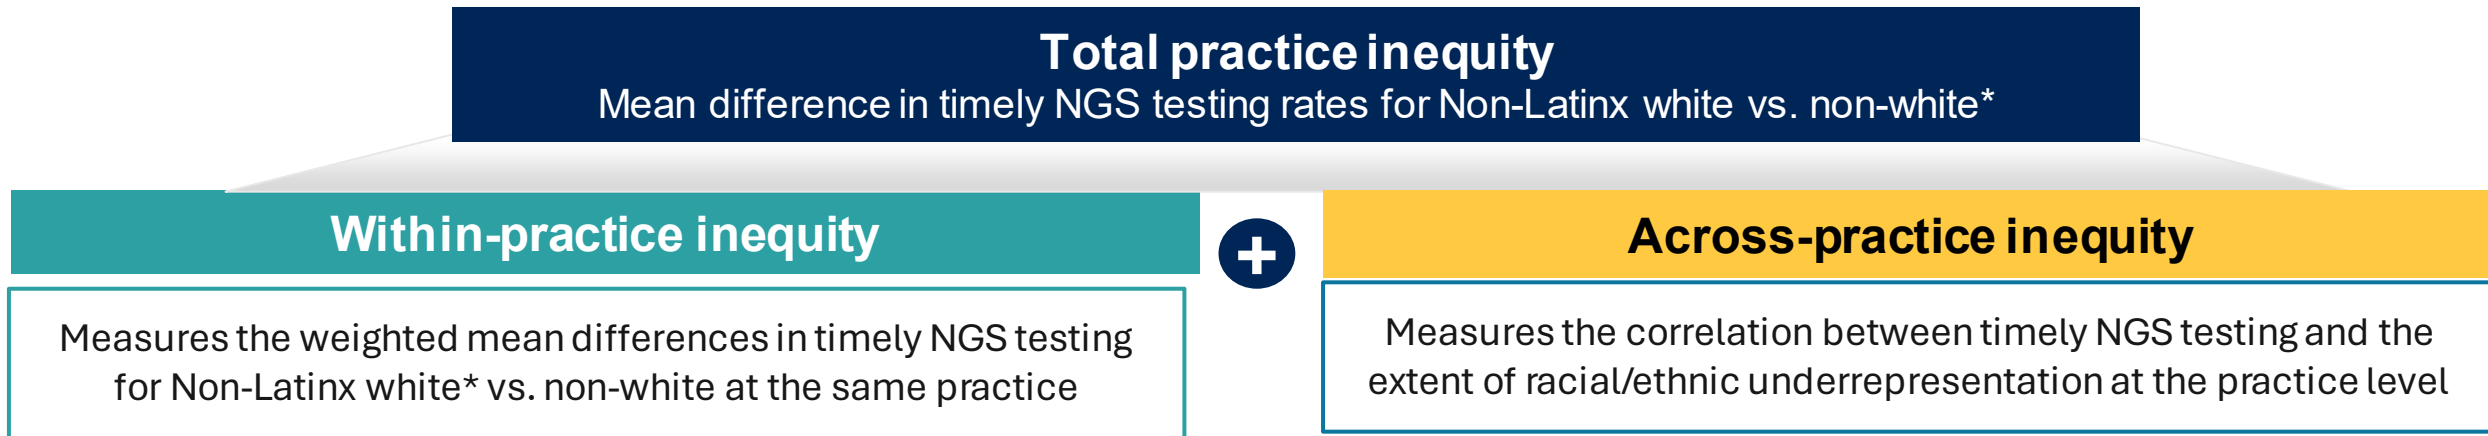 Total practice inequity
Mean difference in timely NGS testing rates for Non-Latinx white vs. non-white*
Within-practice inequity
+
Across-practice inequity
Measures the weighted mean differences in timely NGS testing
for Non-Latinx white* vs. non-white at the same practice
Measures the correlation between timely NGS testing and the
extent of racial/ethnic underrepresentation at the practice level